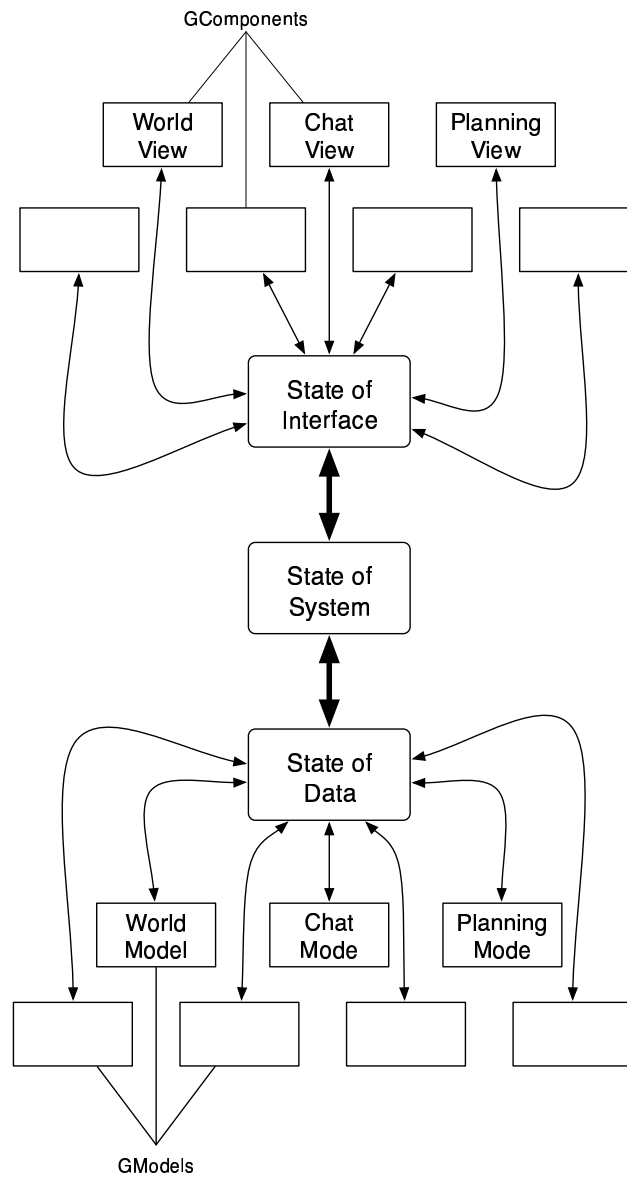 GComponents
World
View
Chat
View
Planning
View
State of
Interface
State of
System
State of
Data
World
Model
Chat
Mode
Planning
Mode
GModels